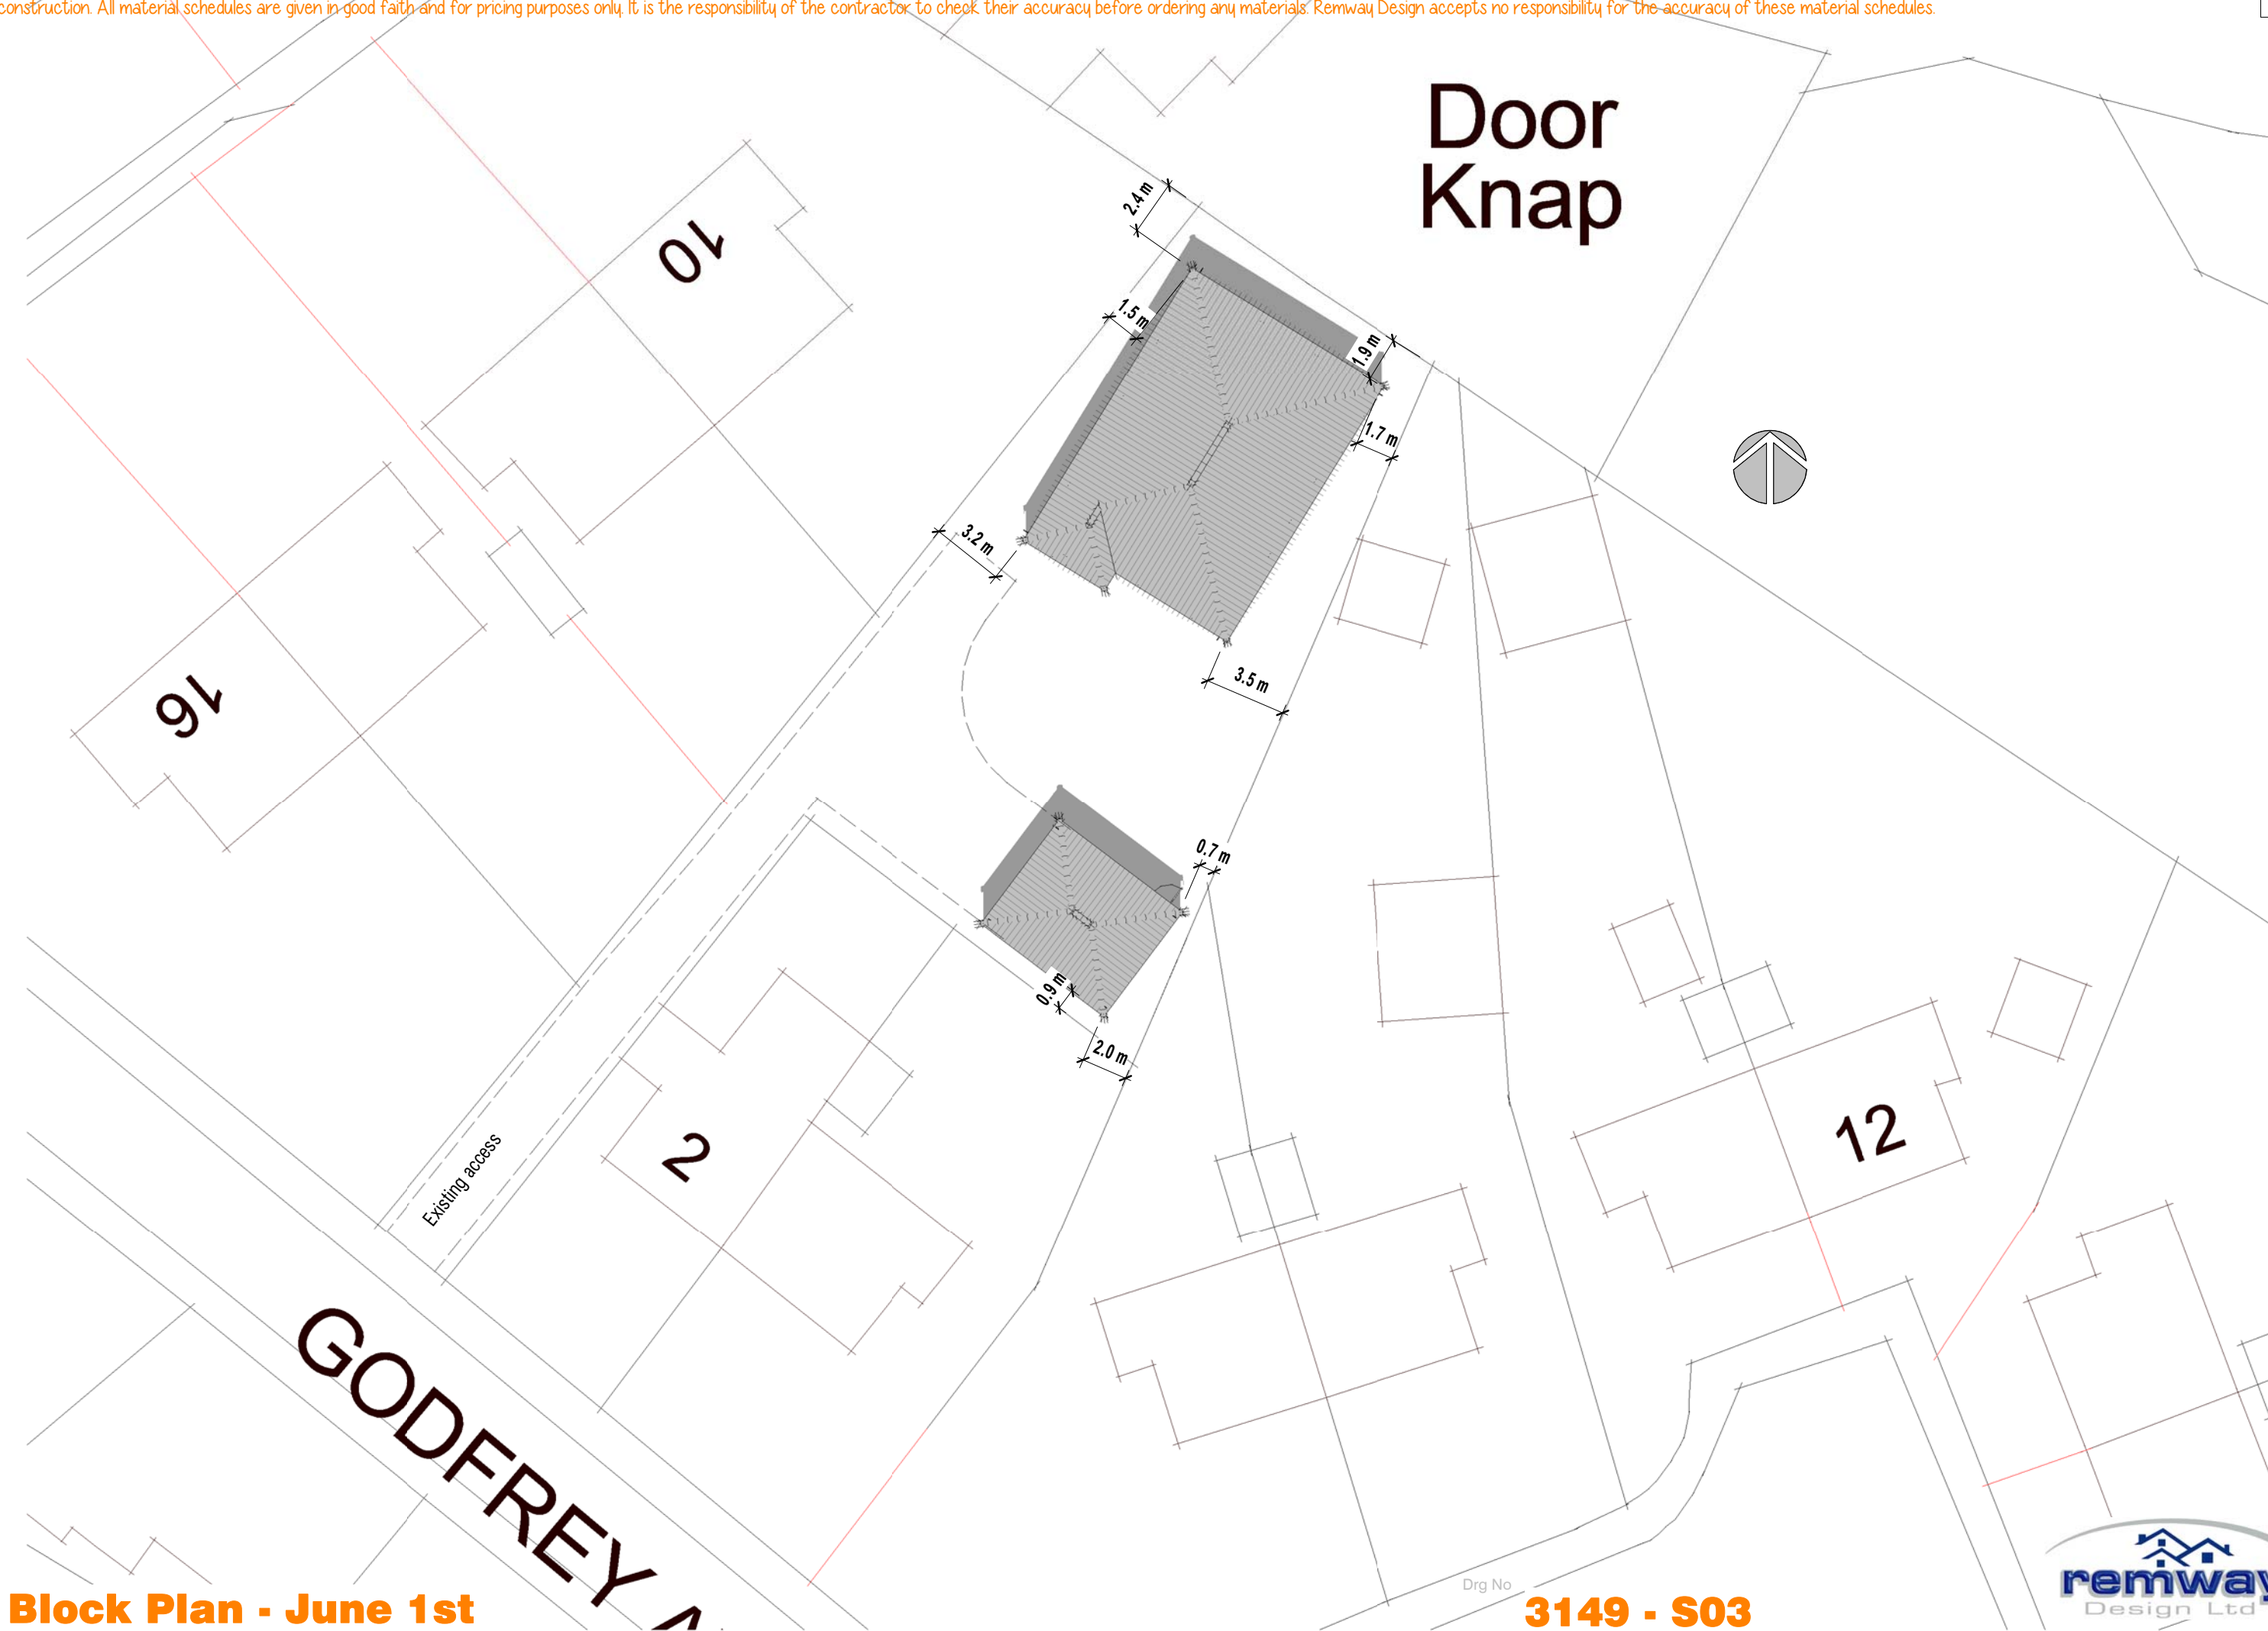 construction. All material schedules are given in good faith and for pricing purposes only. It is the responsibility of the contractor to check their accuracy before ordering any materials. Remway Design accepts no responsibility for the accuracy of these material schedules.
Door
Knap
10
2.4 m
1.5 m
1.9 m
1.7 m
3.2 m
16
3.5 m
0.7 m
0.9 m
2.0 m
2
12
Existing access
GODFREY
Block Plan - June 1st
Drg No
3149 - S03
remway
Design Ltd